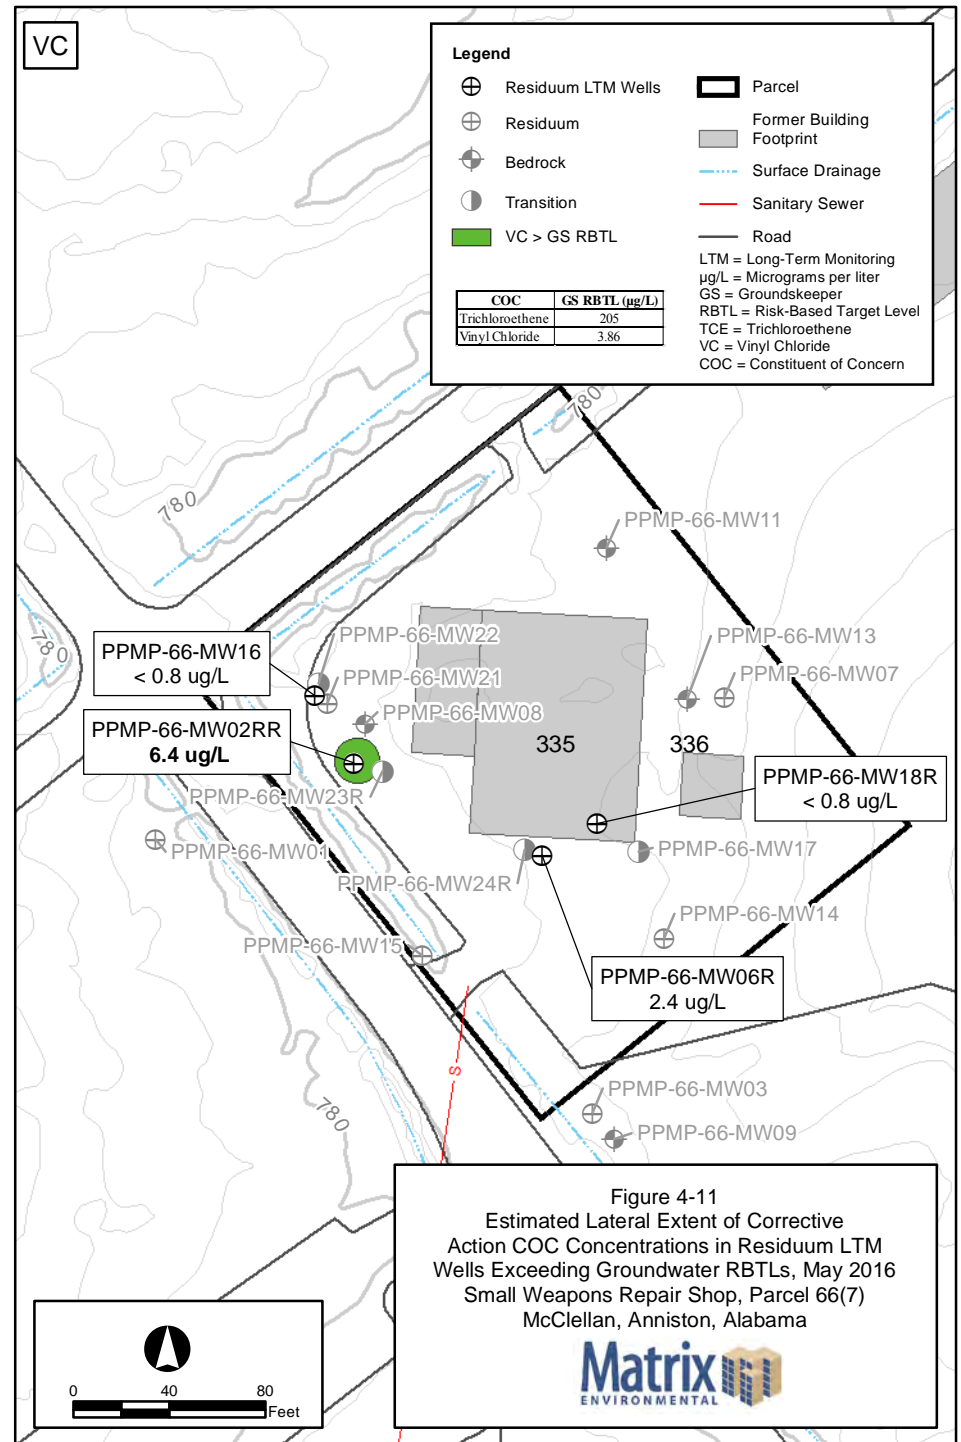 VC
Legend
Residuum LTM Wells
Residuum
Bedrock
Transition
VC > GS RBTL
Parcel
Former Building
Footprint
Surface Drainage
Sanitary Sewer
Road
LTM = Long-Term Monitoring
µg/L = Micrograms per liter
GS = Groundskeeper
RBTL = Risk-Based Target Level
TCE = Trichloroethene
VC = Vinyl Chloride
COC = Constituent of Concern
COC GS RBTL (µg/L)
Trichloroethene 205
Vinyl Chloride 3.86
780
780
PPMP-66-MW11
780
PPMP-66-MW22
PPMP-66-MW13
PPMP-66-MW16
< 0.8 ug/L
PPMP-66-MW21
PPMP-66-MW07
PPMP-66-MW08
PPMP-66-MW02RR
6.4 ug/L
335
336
PPMP-66-MW18R
< 0.8 ug/L
PPMP-66-MW23R
PPMP-66-MW01
PPMP-66-MW17
PPMP-66-MW24R
PPMP-66-MW14
PPMP-66-MW15
PPMP-66-MW06R
2.4 ug/L
S
780
PPMP-66-MW03
PPMP-66-MW09
Figure 4-11
Estimated Lateral Extent of Corrective
Action COC Concentrations in Residuum LTM
Wells Exceeding Groundwater RBTLs, May 2016
Small Weapons Repair Shop, Parcel 66(7)
McClellan, Anniston, Alabama
Matrix
ENVIRONMENTAL
0 40 80
Feet